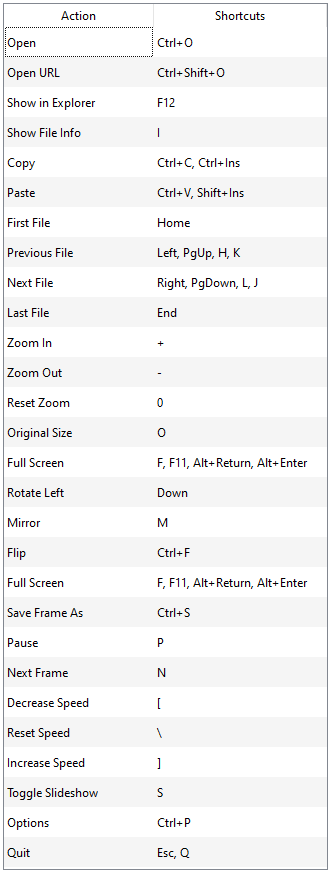 Action Shortcuts
Open Ctrl+O
Open URL Ctrl+Shift+O
Show in Explorer F12
Show File Info I
Copy Ctrl+C, Ctrl+Ins
Paste Ctrl+V, Shift+Ins
First File Home
Previous File Left, PgUp, H, K
Next File Right, PgDown, L, J
Last File End
Zoom In +
Zoom Out -
Reset Zoom 0
Original Size O
Full Screen F, F11, Alt+Return, Alt+Enter
Rotate Left Down
Mirror M
Flip Ctrl+F
Full Screen F, F11, Alt+Return, Alt+Enter
Save Frame As Ctrl+S
Pause P
Next Frame N
Decrease Speed [
Reset Speed \
Increase Speed ]
Toggle Slideshow S
Options Ctrl+P
Quit Esc, Q